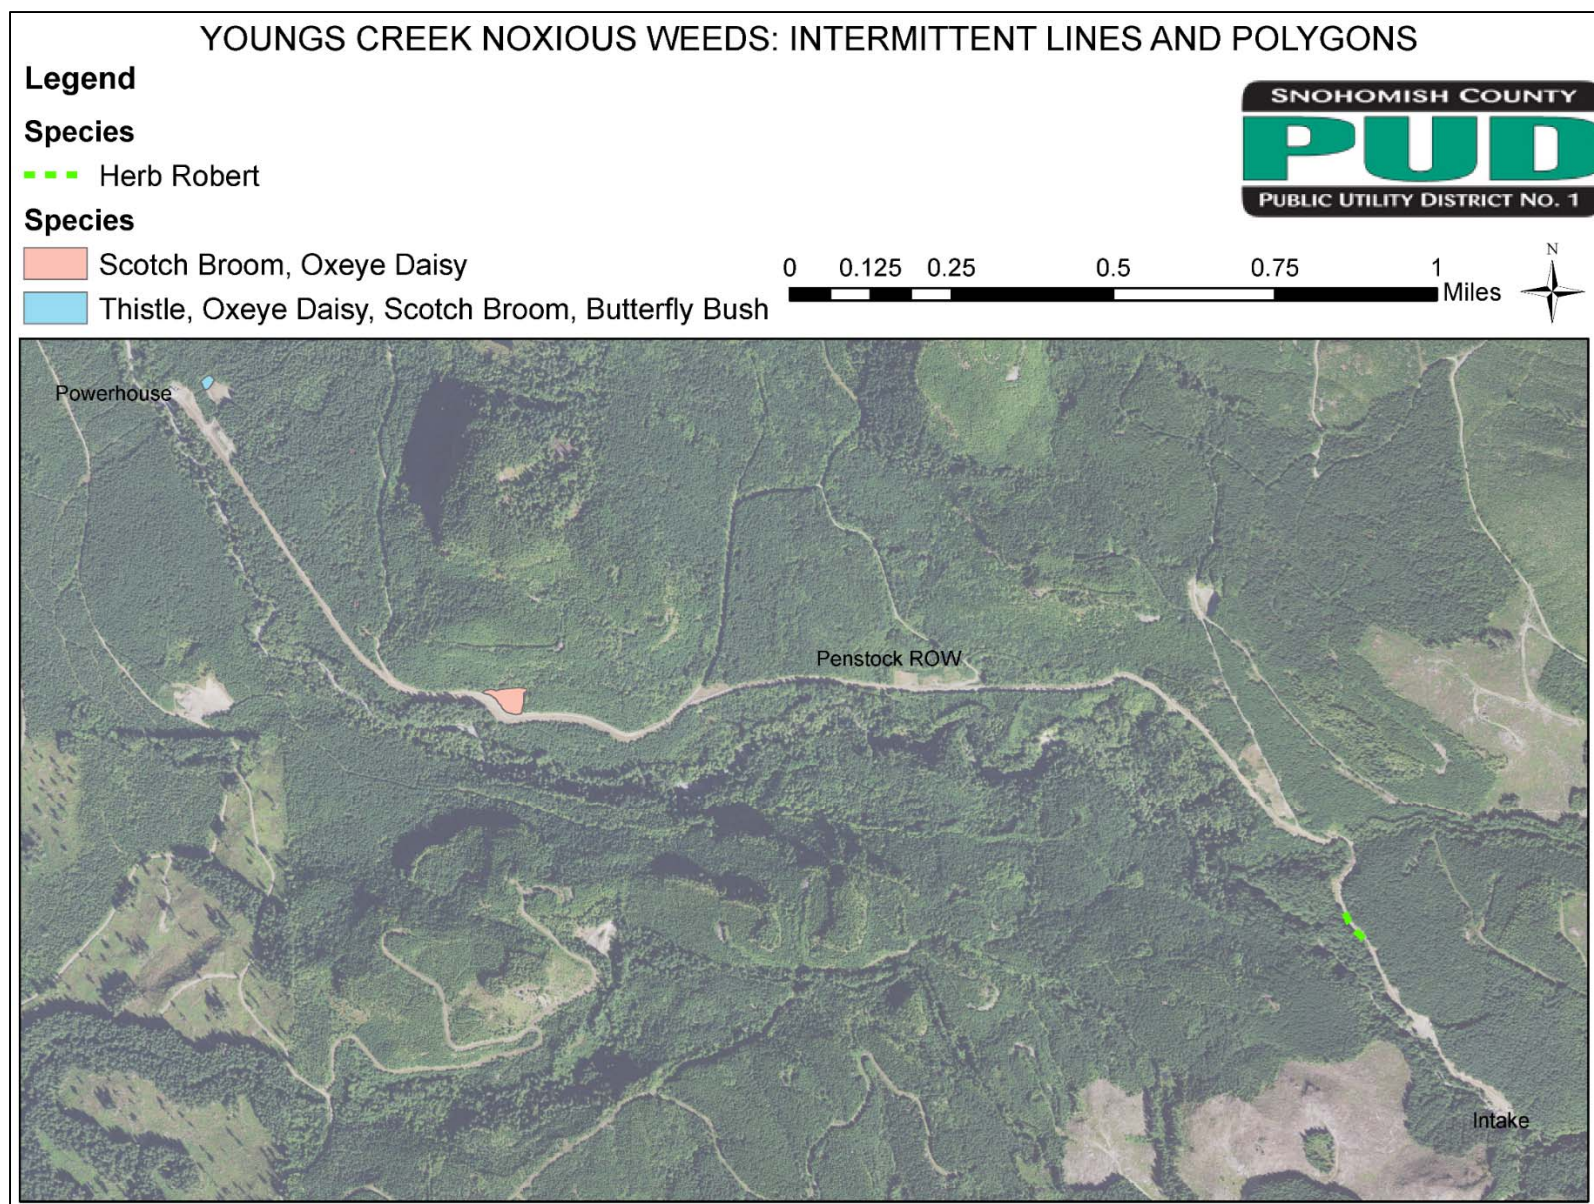 YOUNGS CREEK NOXIOUS WEEDS: INTERMITTENT LINES AND POLYGONS
Legend
Species
Herb Robert
Species
Scotch Broom, Oxeye Daisy
Thistle, Oxeye Daisy, Scotch Broom, Butterfly Bush
SNOHOMISH COUNTY
PUD
PUBLIC UTILITY DISTRICT NO. 1
0 0.125 0.25 0.5 0.75 1
Miles
N
Powerhouse
Penstock ROW
Intake